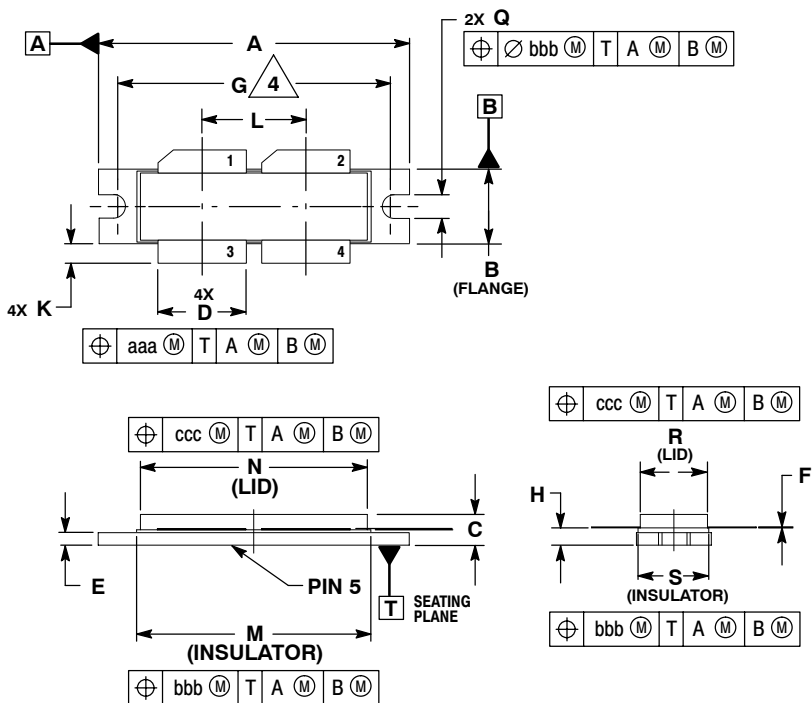 A
A
2X Q
⌖ ∅ bbb Ⓜ T A Ⓜ B Ⓜ
G 4
L
B
1 2
3 4
B
(FLANGE)
4X K
4X
D
⌖ aaa Ⓜ T A Ⓜ B Ⓜ
⌖ ccc Ⓜ T A Ⓜ B Ⓜ
N
(LID)
C
E
PIN 5
T SEATING
PLANE
M
(INSULATOR)
⌖ bbb Ⓜ T A Ⓜ B Ⓜ
⌖ ccc Ⓜ T A Ⓜ B Ⓜ
R
(LID)
F
H
S
(INSULATOR)
⌖ bbb Ⓜ T A Ⓜ B Ⓜ